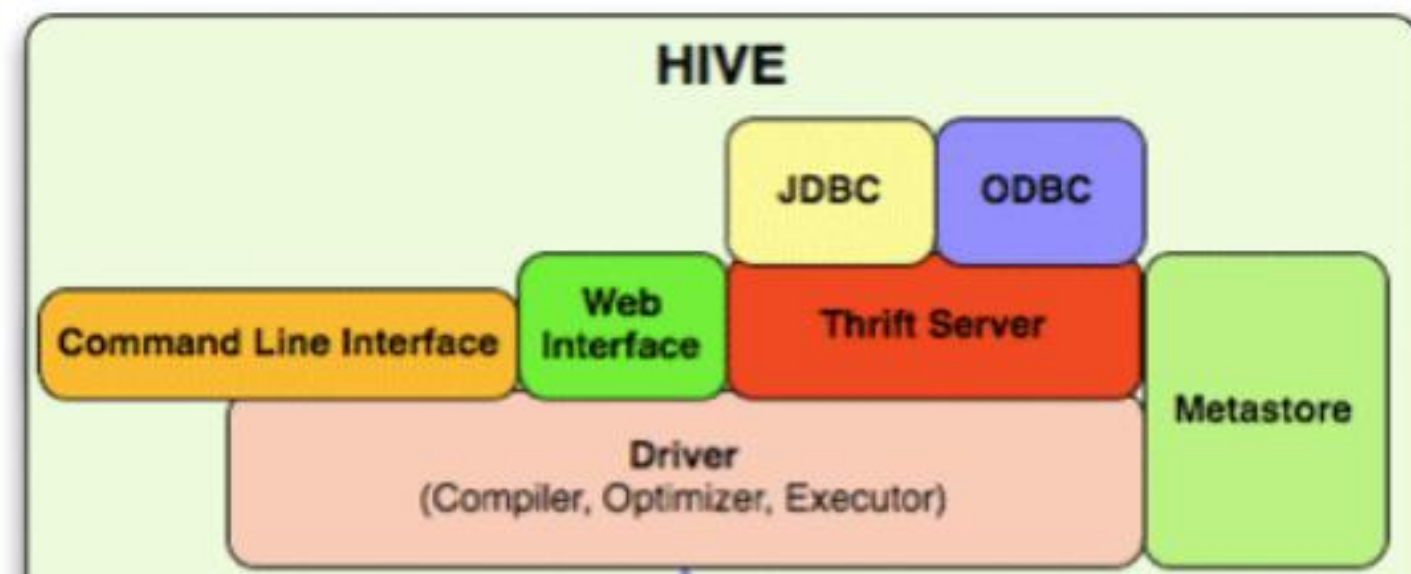 HIVE
JDBC
ODBC
Web
Interface
Thrift Server
Command Line Interface
Metastore
Driver
(Compiler, Optimizer, Executor)